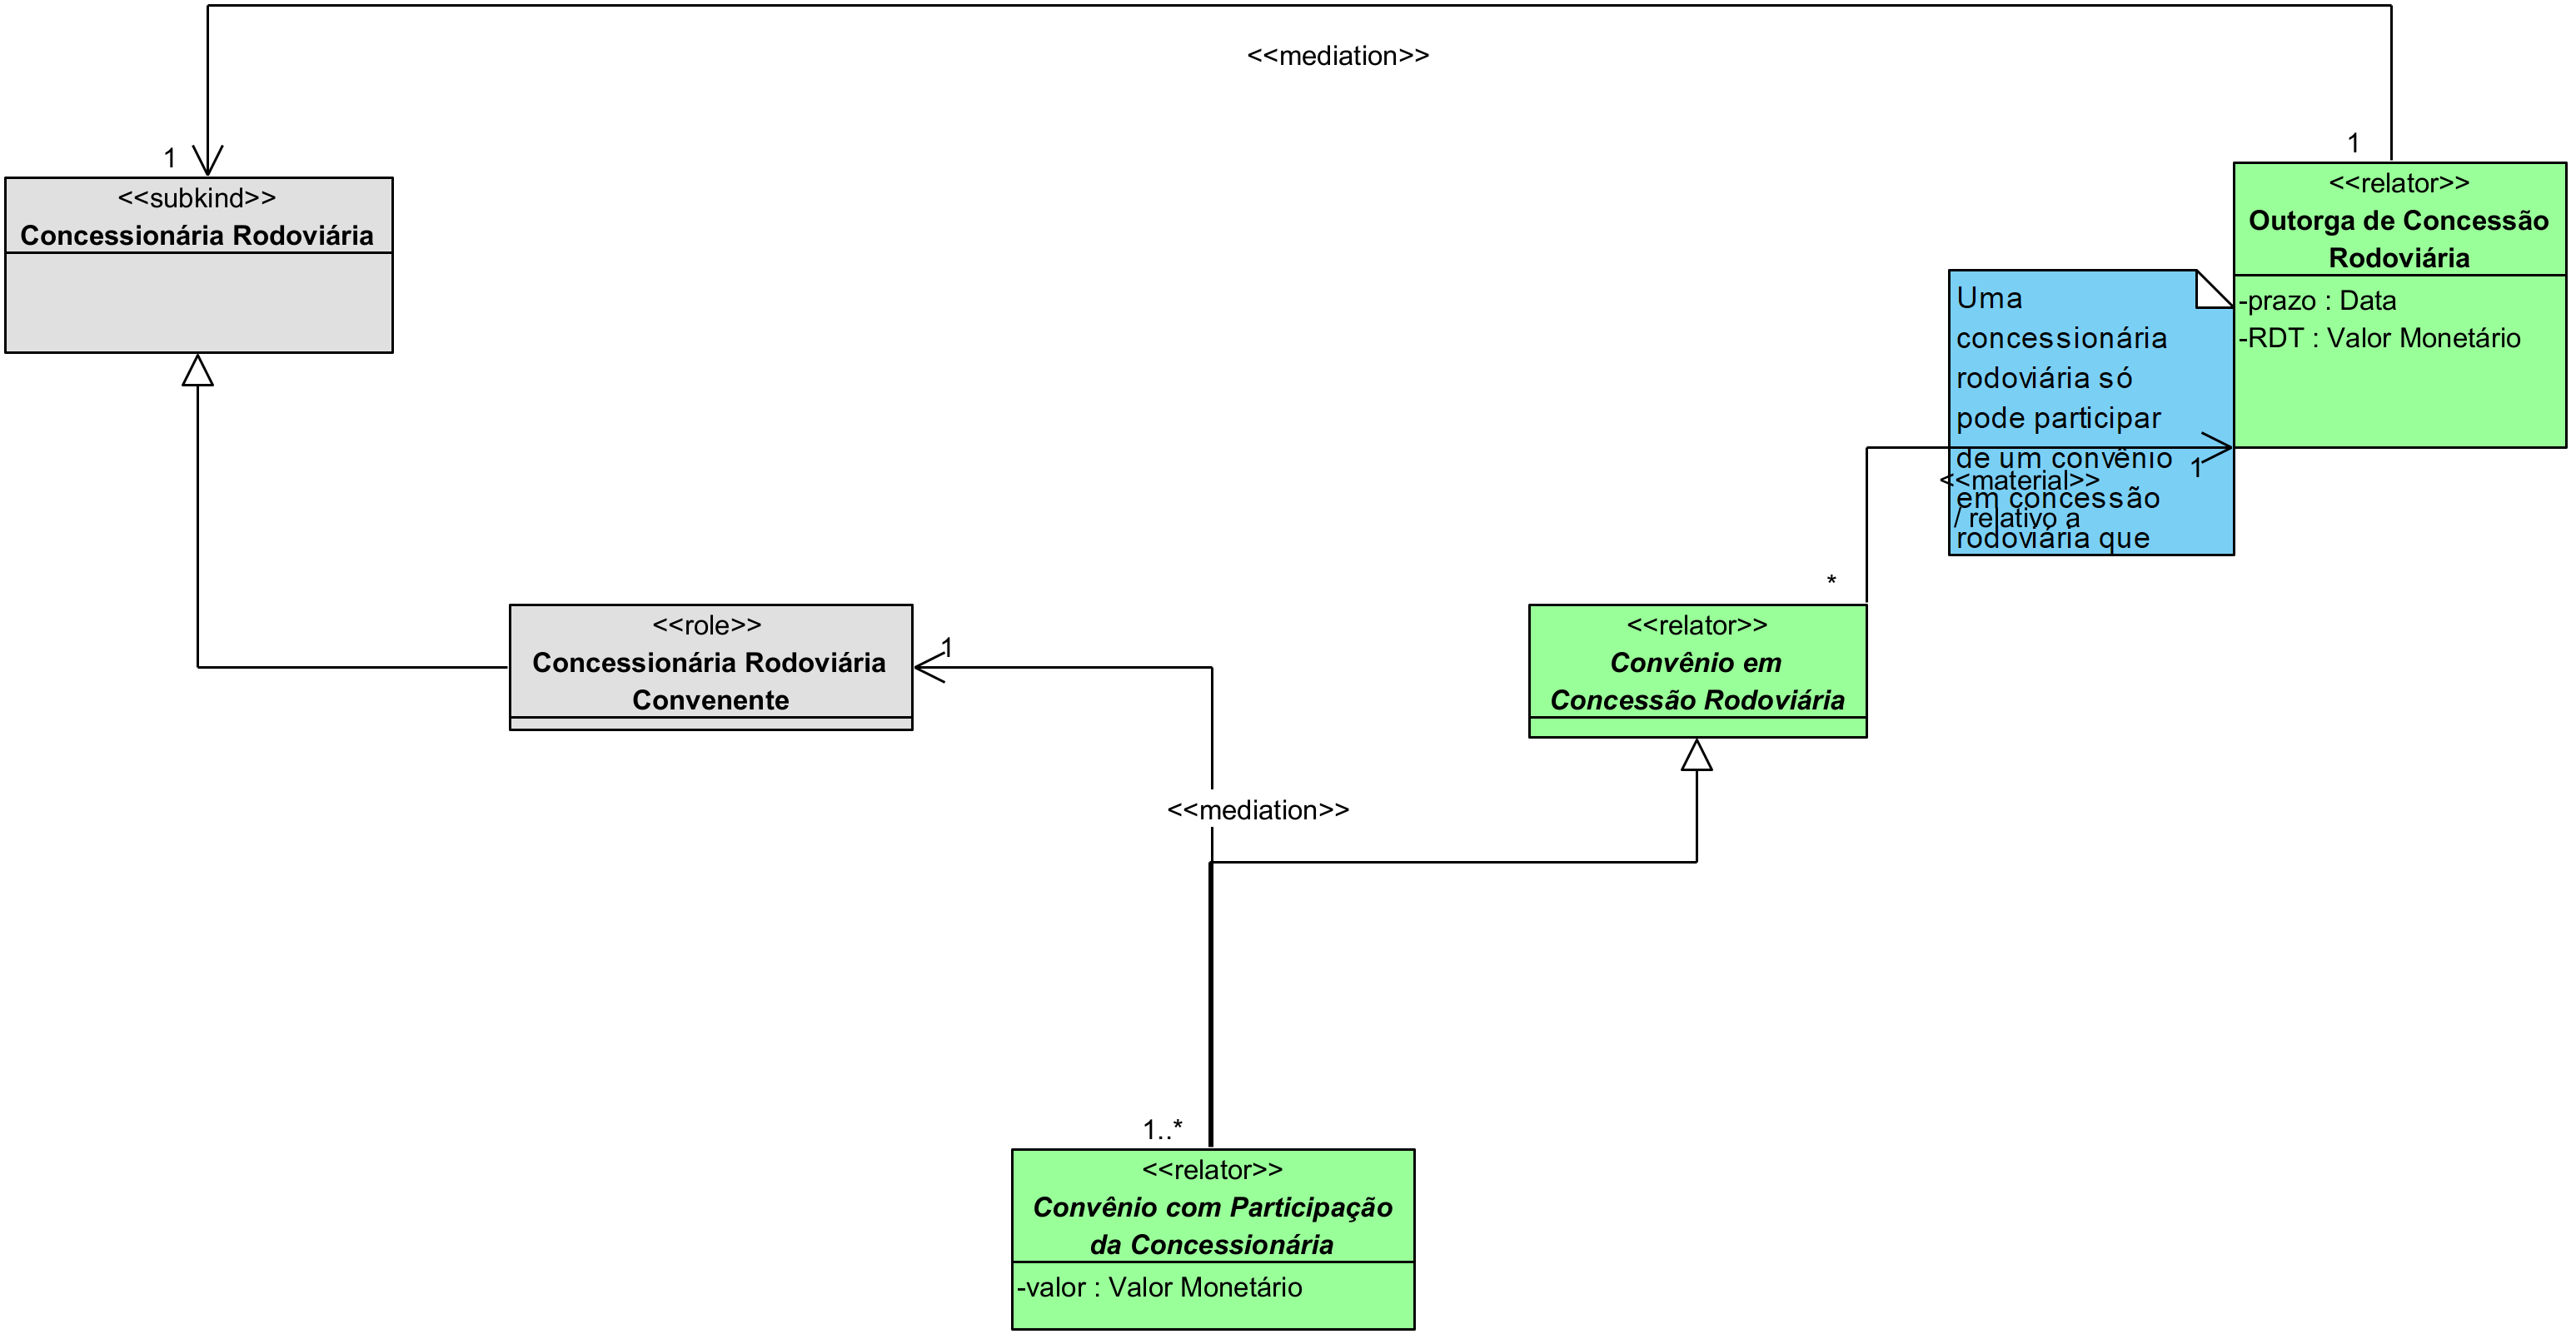 <<mediation>>
1
1
<<subkind>>
Concessionária Rodoviária
<<relator>>
Outorga de Concessão
Rodoviária
-prazo : Data
-RDT : Valor Monetário
Uma
concessionária
rodoviária só
pode participar
de um convênio
em concessão
rodoviária que
1
<<material>>
/ relativo a
*
<<role>>
Concessionária Rodoviária
Convenente
1
<<relator>>
Convênio em
Concessão Rodoviária
<<mediation>>
1..*
<<relator>>
Convênio com Participação
da Concessionária
-valor : Valor Monetário